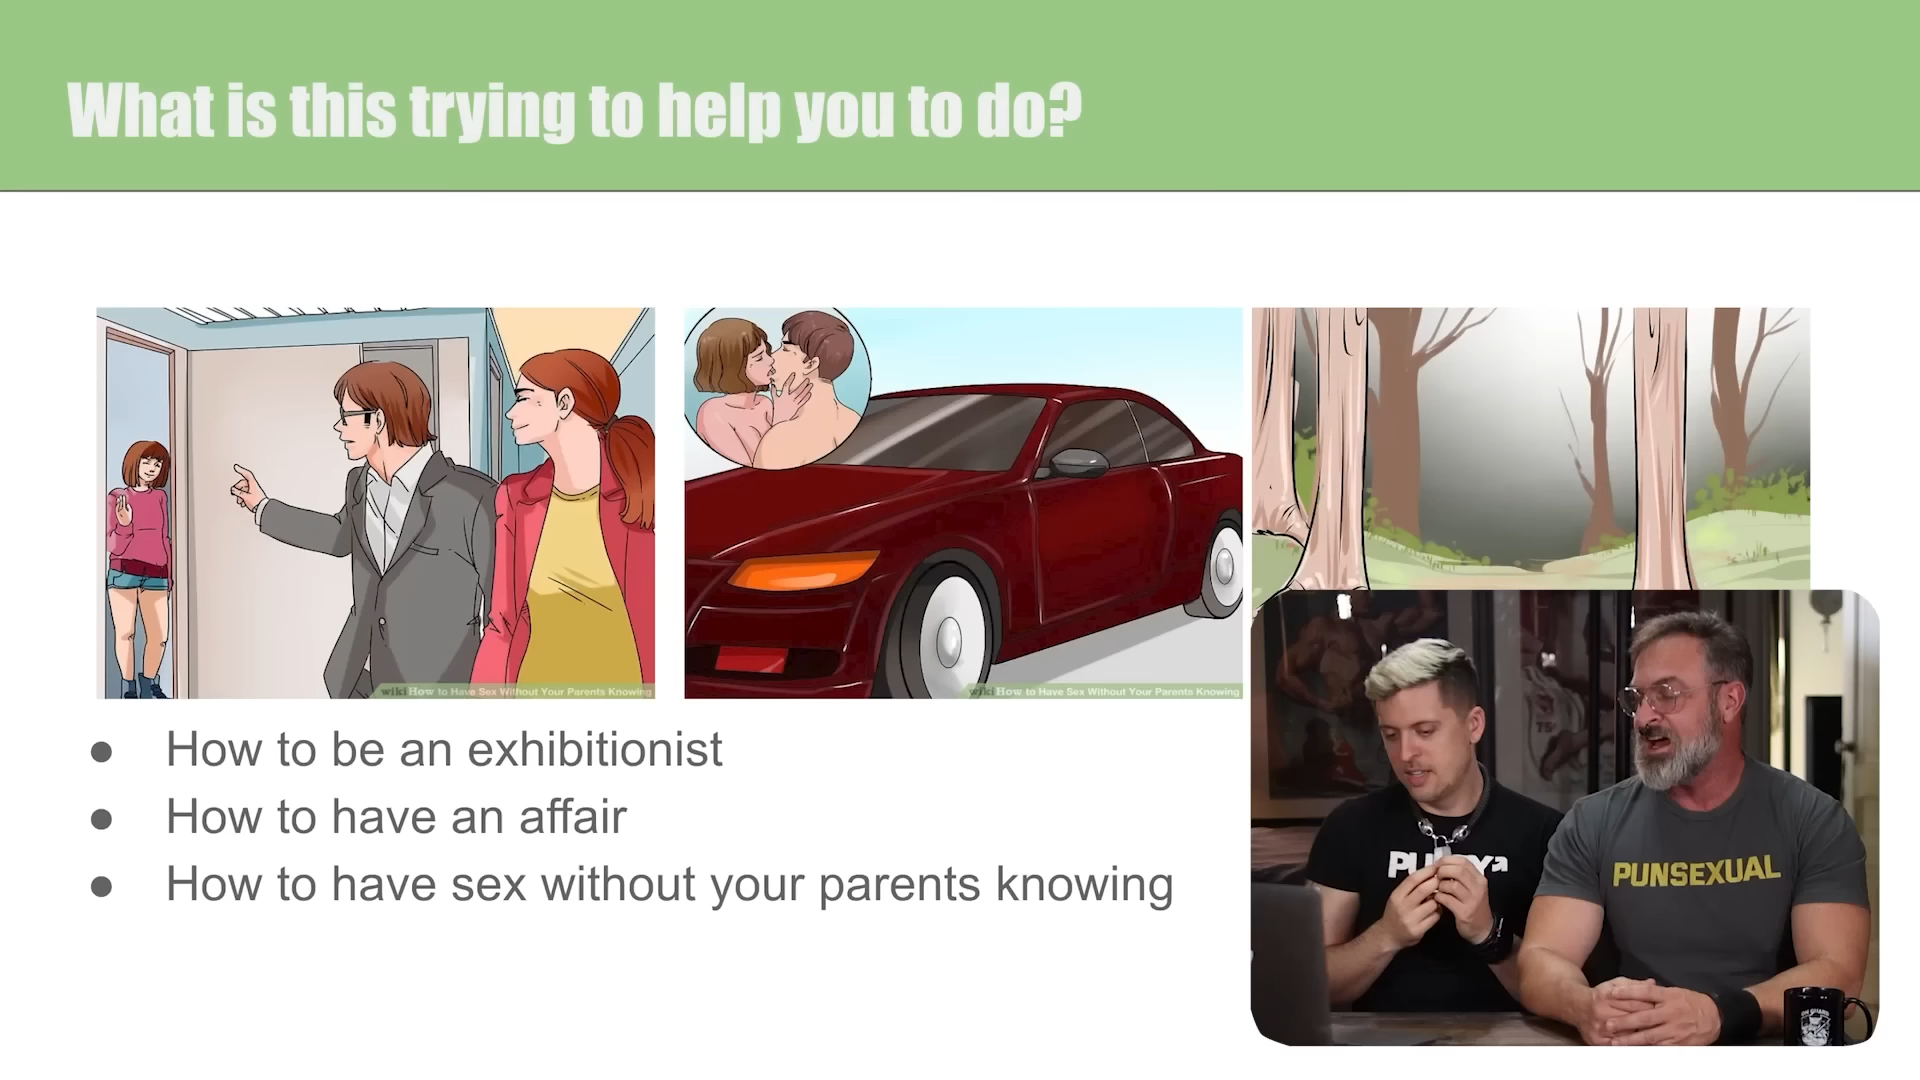 What is this trying to help you to do?
wikiHow to Have Sex Without Your Parents Knowing
wikiHow to Have Sex Without Your Parents Knowing
● How to be an exhibitionist
● How to have an affair
● How to have sex without your parents knowing
PUNSEXUAL